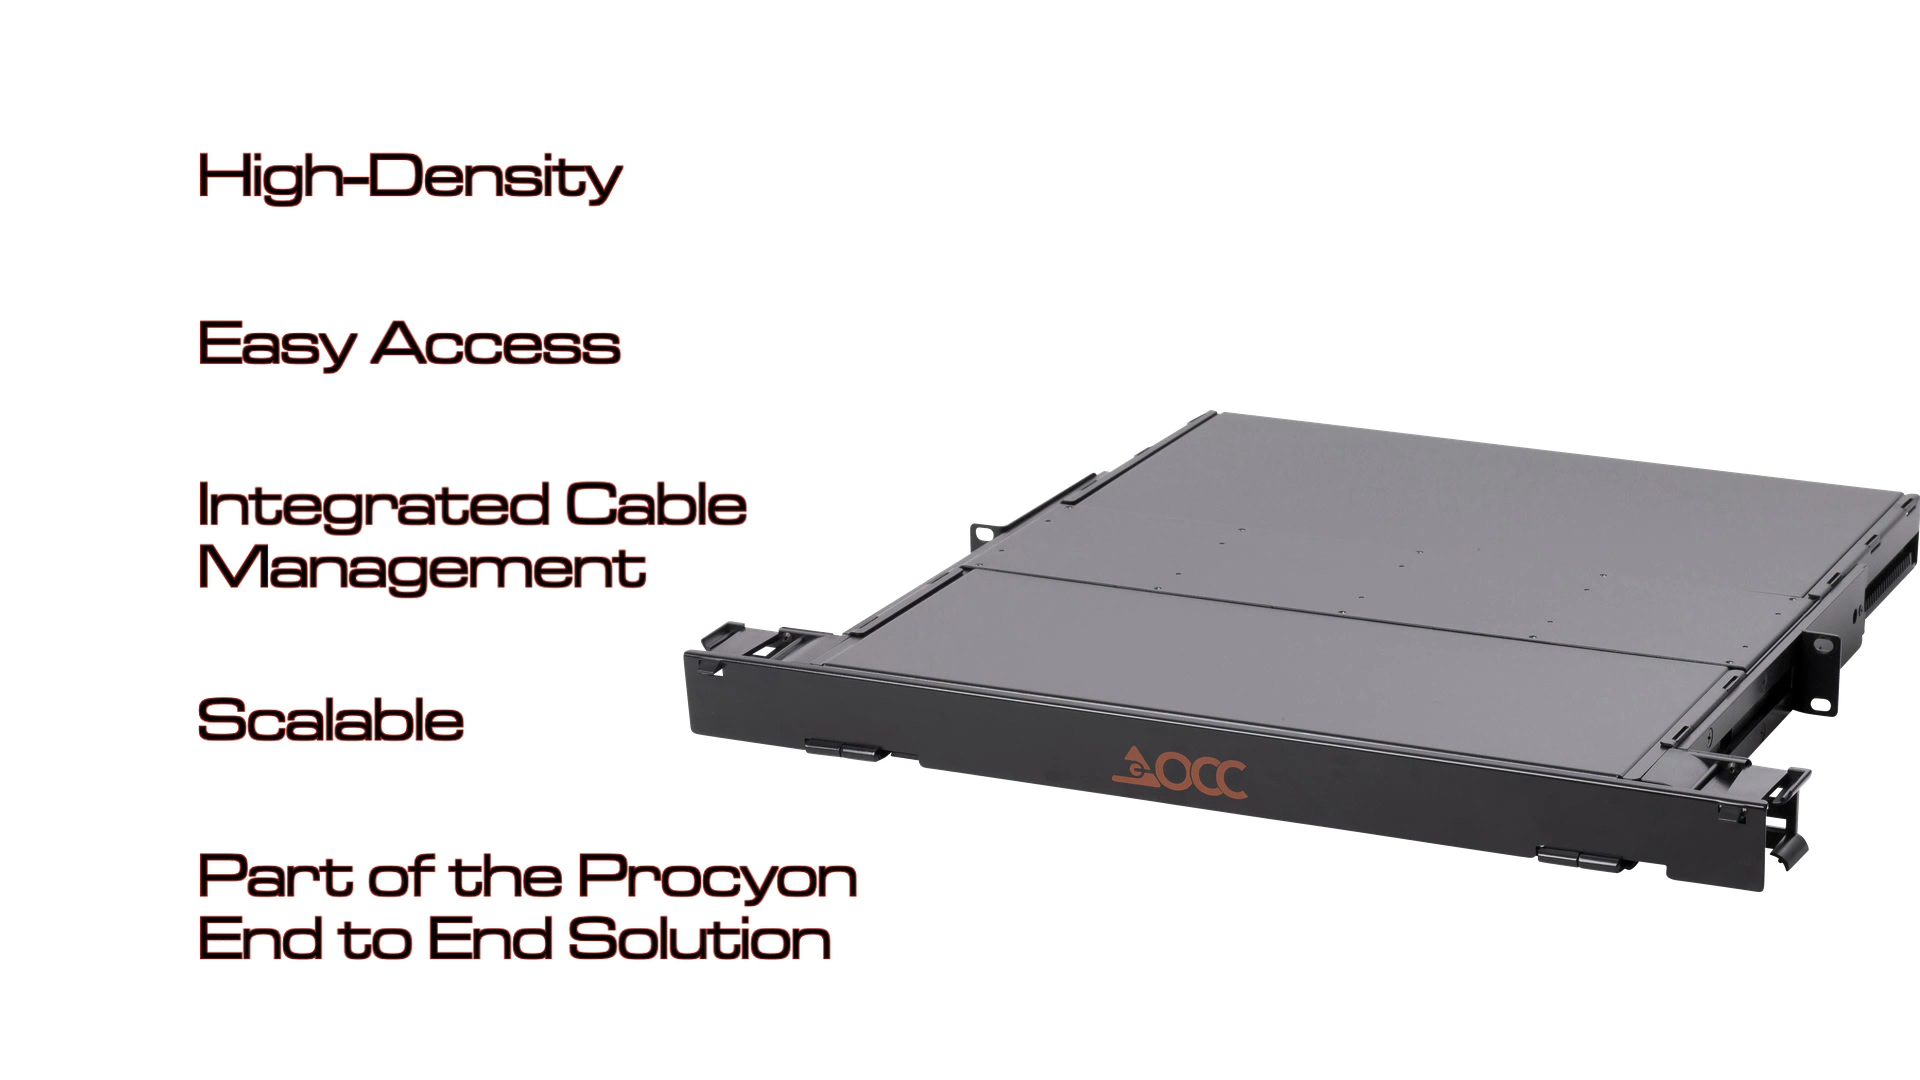 High-Density
Easy Access
Integrated Cable
Management
Scalable
OCC
Part of the Procyon
End to End Solution